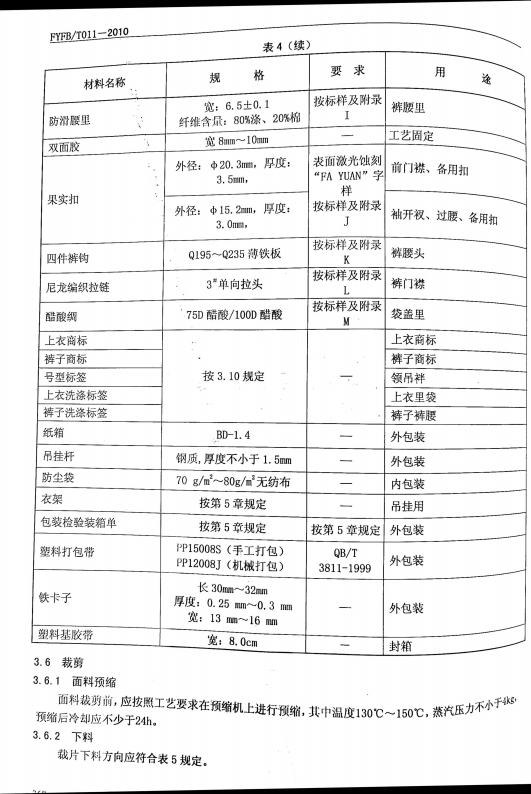 FYFB/T011—2010
表 4（续）
材料名称 规 格 要 求 用 途
防滑腰里 宽：6.5±0.1 按标样及附录 裤腰里
纤维含量：80%涤、20%棉 I
双面胶 宽 8mm～10mm — 工艺固定
果实扣 外径：φ20.3mm，厚度： 表面激光蚀刻 前门襟、备用扣
3.5mm， “FA YUAN”字
样
外径：φ15.2mm，厚度： 按标样及附录 袖开衩、过腰、备用扣
3.0mm， J
四件裤钩 Q195～Q235 薄铁板 按标样及附录 裤腰头
K
尼龙编织拉链 3#单向拉头 按标样及附录 裤门襟
L
醋酸绸 75D 醋酸/100D 醋酸 按标样及附录 袋盖里
M
上衣商标 上衣商标
裤子商标 裤子商标
号型标签 按 3.10 规定 — 领吊袢
上衣洗涤标签 上衣里袋
裤子洗涤标签 裤子裤腰
纸箱 BD-1.4 — 外包装
吊挂杆 钢质,厚度不小于 1.5mm — 外包装
防尘袋 70 g/m²～80g/m²无纺布 — 内包装
衣架 按第 5 章规定 — 吊挂用
包装检验装箱单 按第 5 章规定 按第 5 章规定 外包装
塑料打包带 PP15008S（手工打包） QB/T 外包装
PP12008J（机械打包） 3811-1999
铁卡子 长 30mm～32mm — 外包装
厚度：0.25 mm～0.3 mm
宽：13 mm～16 mm
塑料基胶带 宽：8.0cm — 封箱
3.6 裁剪
3.6.1 面料预缩
面料裁剪前,应按照工艺要求在预缩机上进行预缩,其中温度130℃～150℃,蒸汽压力不小于4kg,
预缩后冷却应不少于24h。
3.6.2 下料
裁片下料方向应符合表 5 规定。